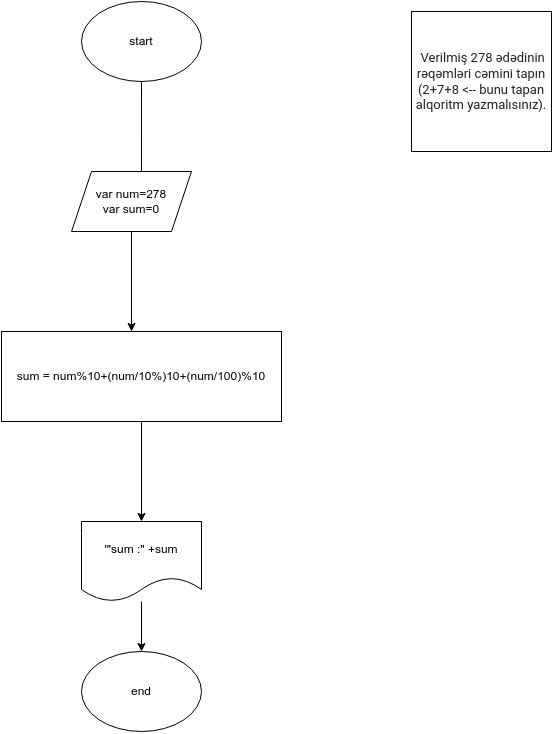 start
Verilmiş 278 ədədinin
rəqəmləri cəmini tapın
(2+7+8 <-- bunu tapan
alqoritm yazmalısınız).
var num=278
var sum=0
sum = num%10+(num/10%)10+(num/100)%10
'"sum :" +sum
end